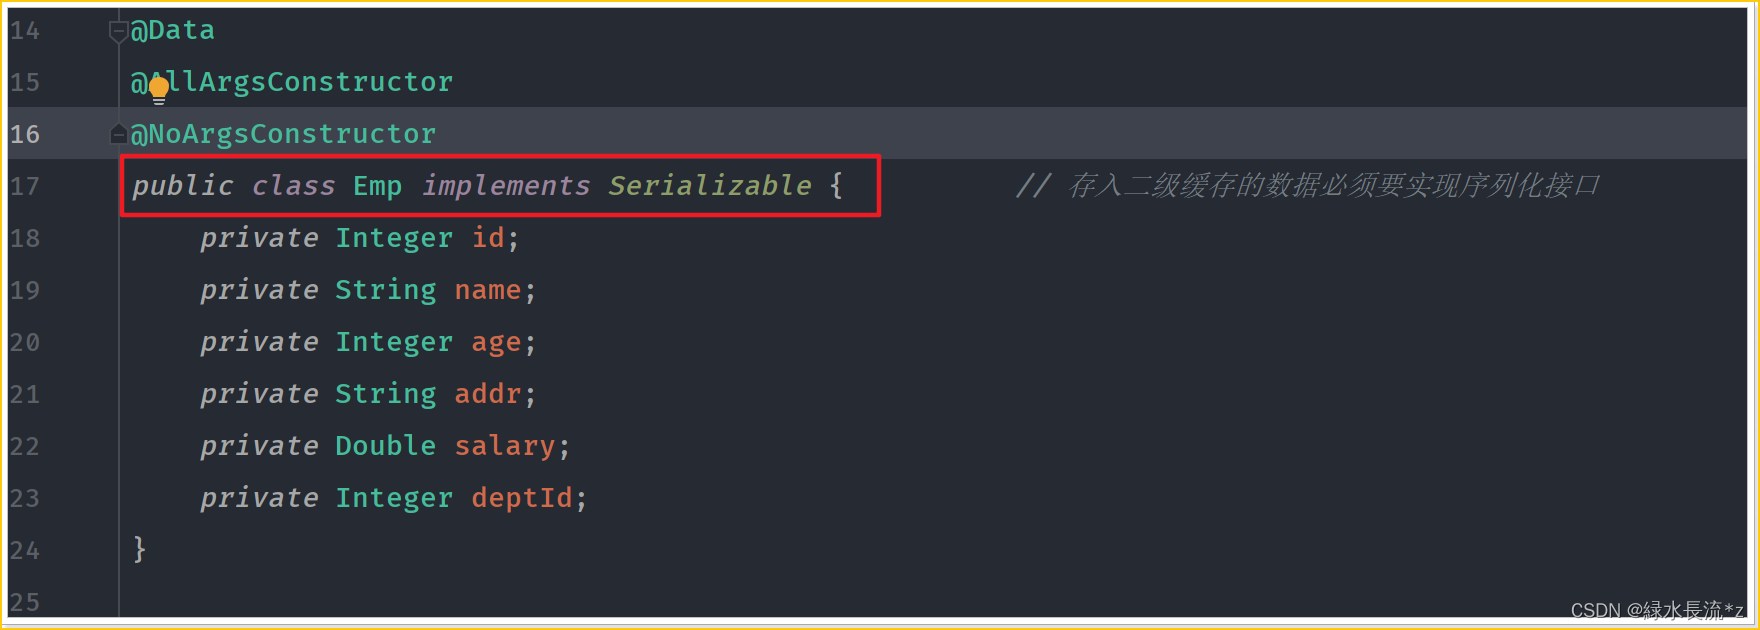 14 @Data
15 @AllArgsConstructor
16 @NoArgsConstructor
17 public class Emp implements Serializable { // 存入二级缓存的数据必须要实现序列化接口
18 private Integer id;
19 private String name;
20 private Integer age;
21 private String addr;
22 private Double salary;
23 private Integer deptId;
24 }
25
CSDN @緑水長流*z